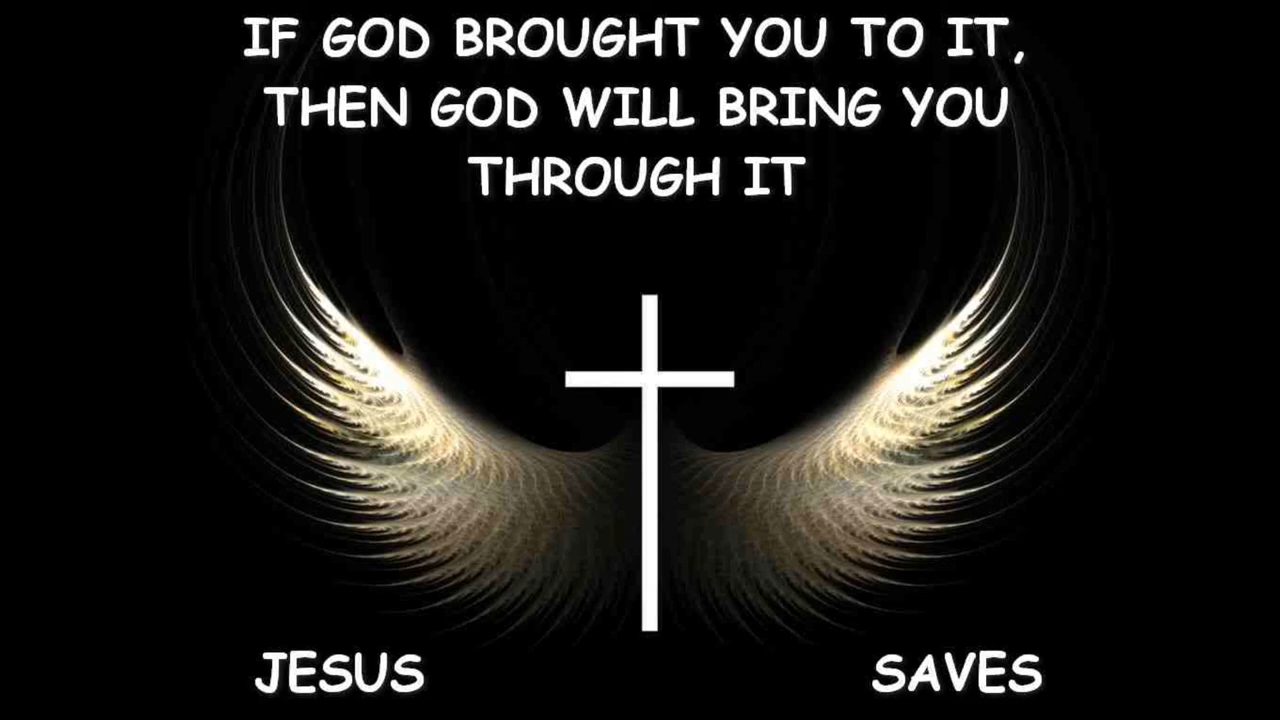 IF GOD BROUGHT YOU TO IT,
THEN GOD WILL BRING YOU
THROUGH IT
JESUS SAVES